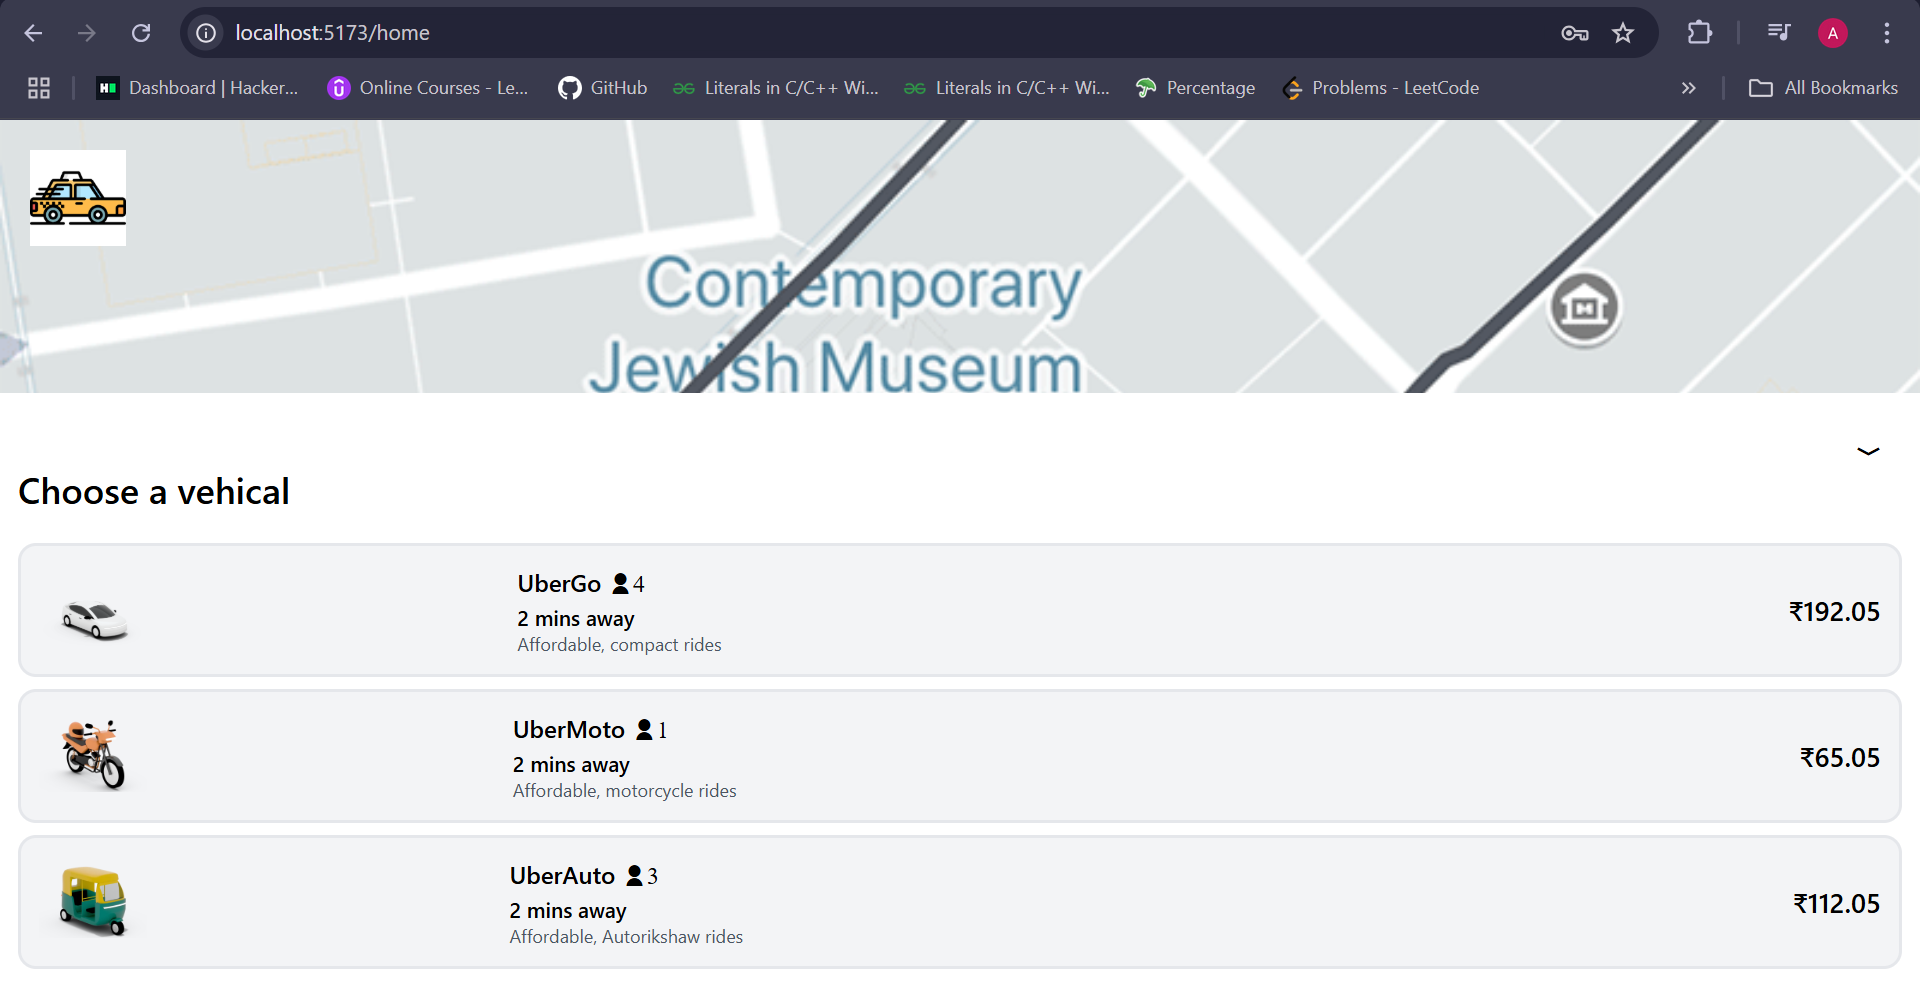 localhost:5173/home
A
Dashboard | Hacker... Online Courses - Le... GitHub Literals in C/C++ Wi... Literals in C/C++ Wi... Percentage Problems - LeetCode » All Bookmarks
Contemporary
Jewish Museum
Choose a vehical
UberGo 4
2 mins away
Affordable, compact rides
₹192.05
UberMoto 1
2 mins away
Affordable, motorcycle rides
₹65.05
UberAuto 3
2 mins away
Affordable, Autorikshaw rides
₹112.05